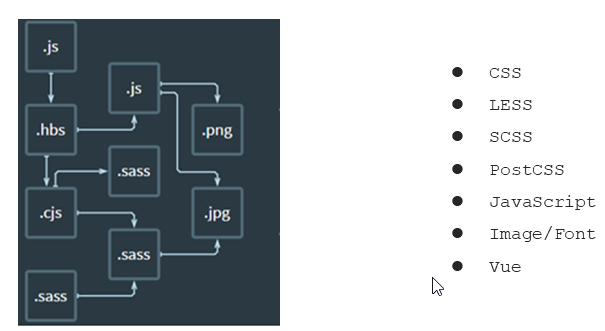 .js
.js
.hbs
.png
.sass
.cjs
.jpg
.sass
.sass
CSS
LESS
SCSS
PostCSS
JavaScript
Image/Font
Vue